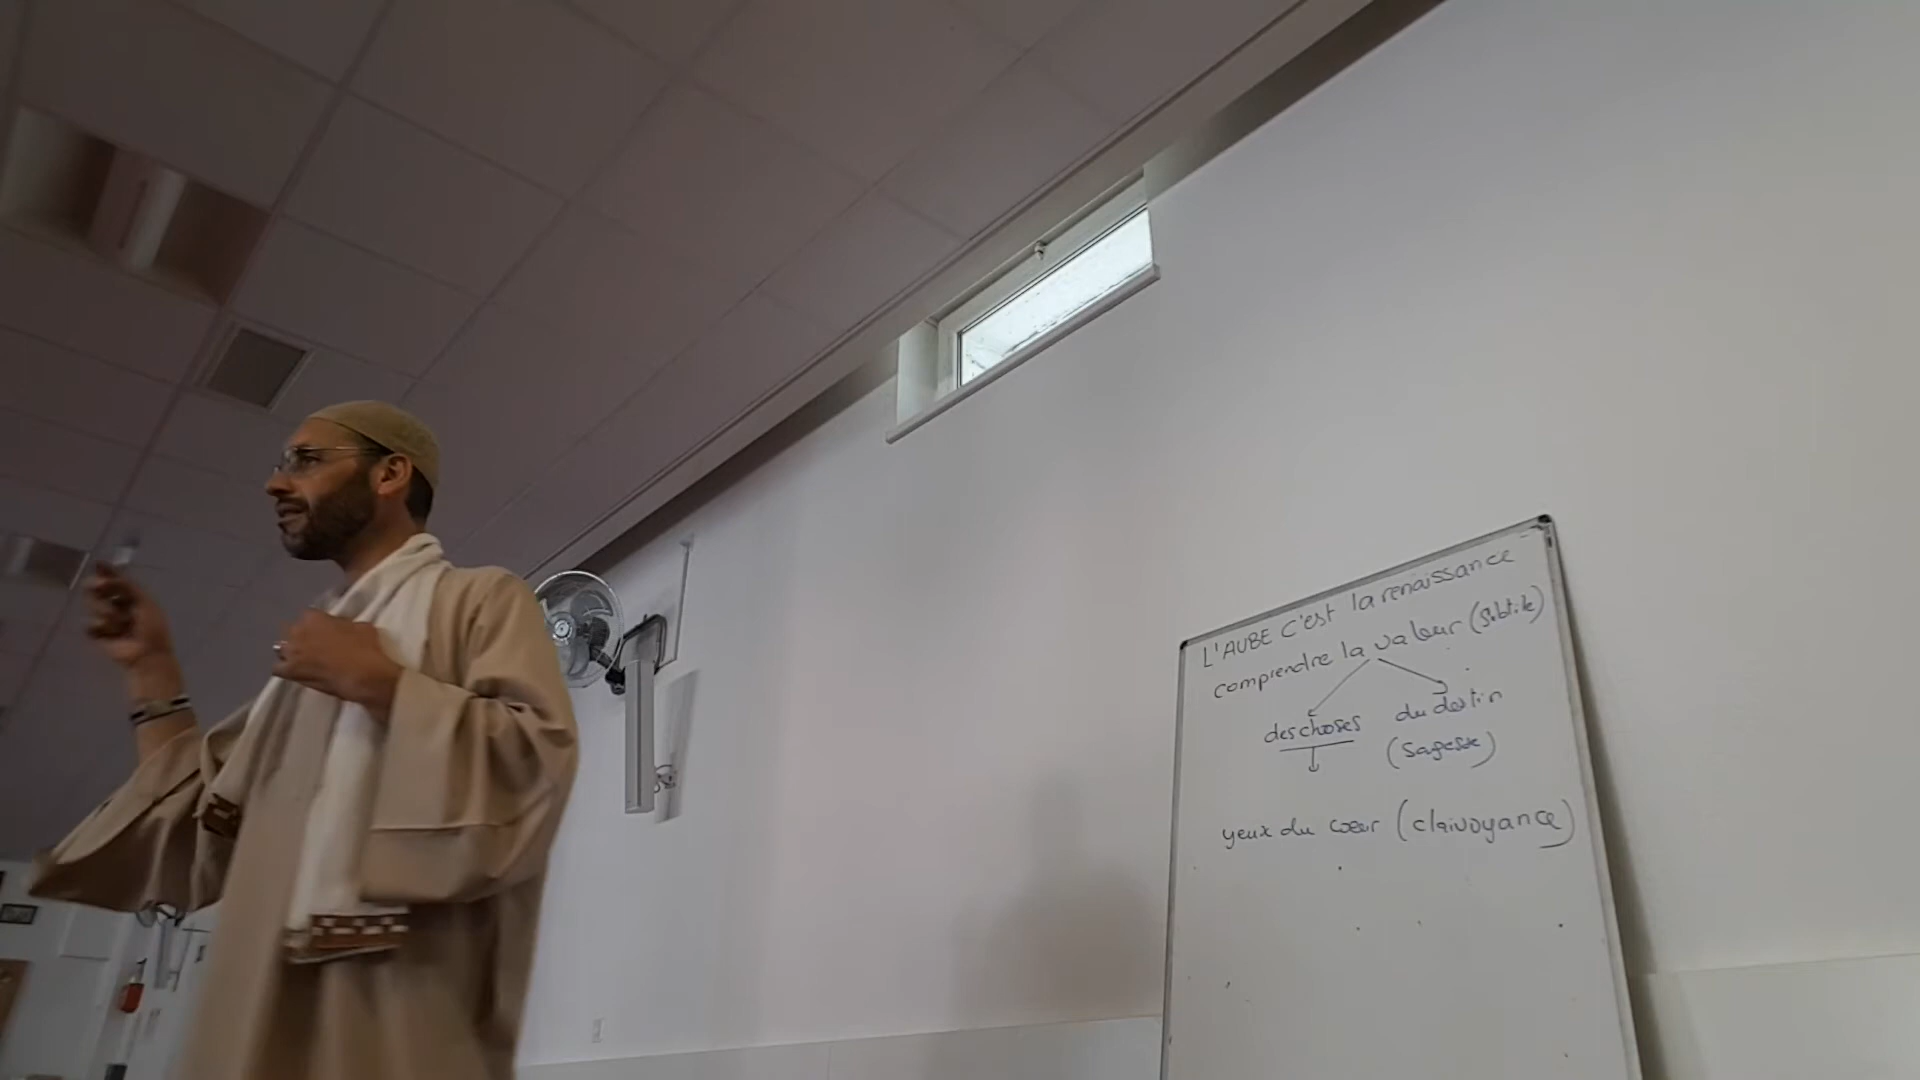 L'AUBE c'est la renaissance
comprendre la valeur (subtile)
des choses du destin
(Sagesse)
yeux du coeur (clairvoyance)